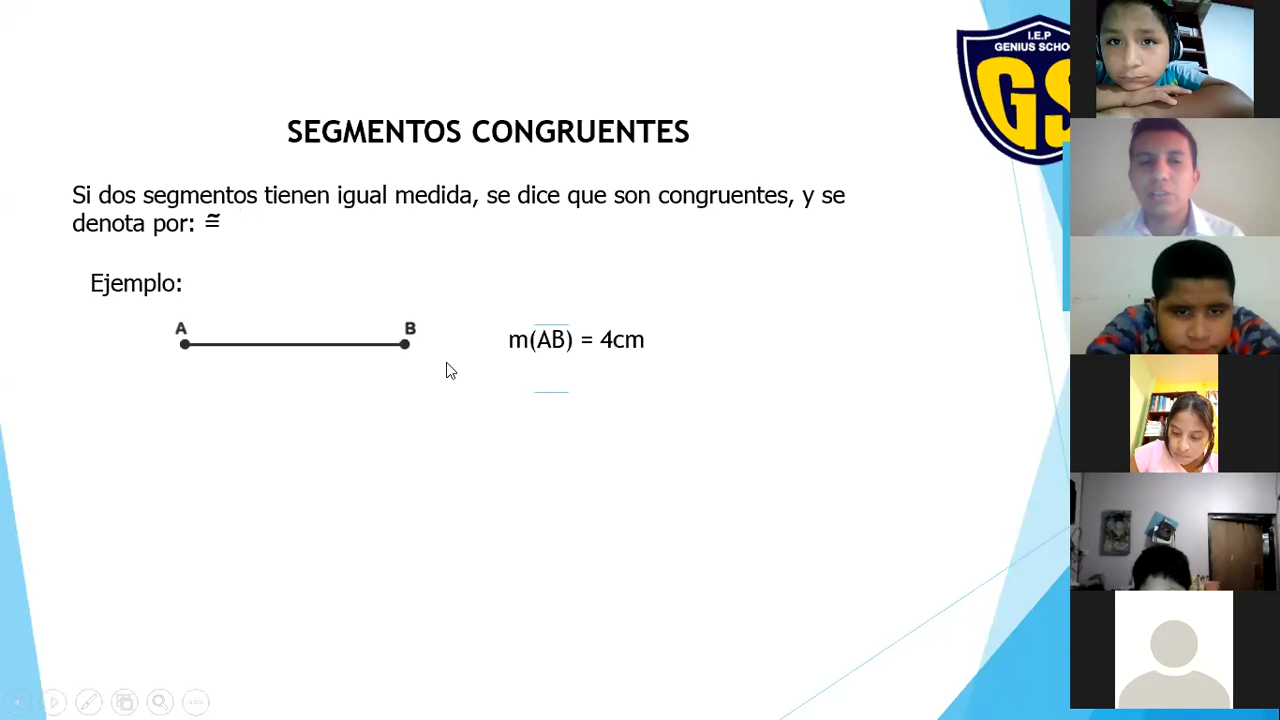 I.E.P
GENIUS SCHO
GS
SEGMENTOS CONGRUENTES
Si dos segmentos tienen igual medida, se dice que son congruentes, y se
denota por: ≅
Ejemplo:
A B
m(AB) = 4cm